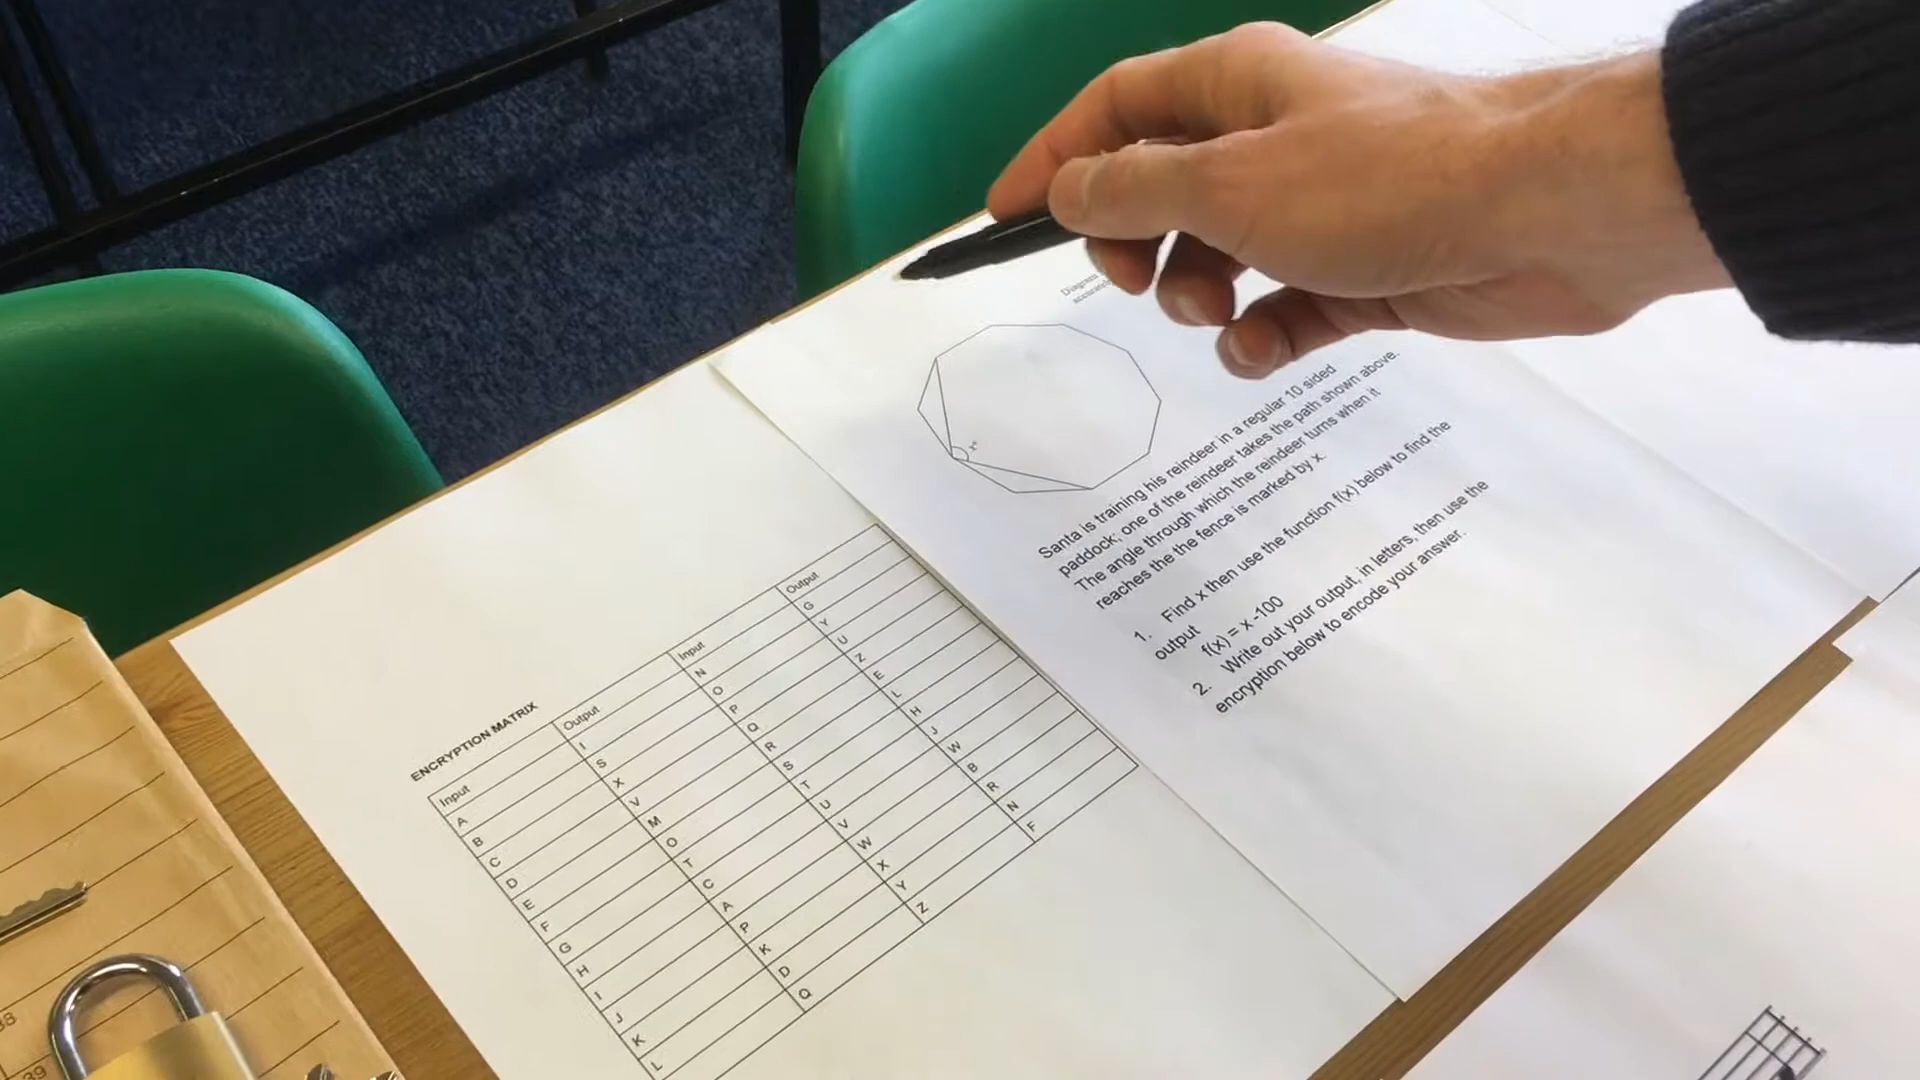 Diagram
x°
Santa is training his reindeer in a regular 10 sided
paddock; one of the reindeer takes the path shown above.
The angle through which the reindeer turns when it
reaches the the fence is marked by x.
1. Find x then use the function f(x) below to find the
output
f(x) = x -100
2. Write out your output, in letters, then use the
encryption below to encode your answer.
ENCRYPTION MATRIX
Input Output Input Output
A I N G
B S O Y
C X P U
D V Q Z
E M R E
F O S L
G T T H
H C U J
I A V W
J P W B
K K X R
L D Y N
Q Z F
38
39